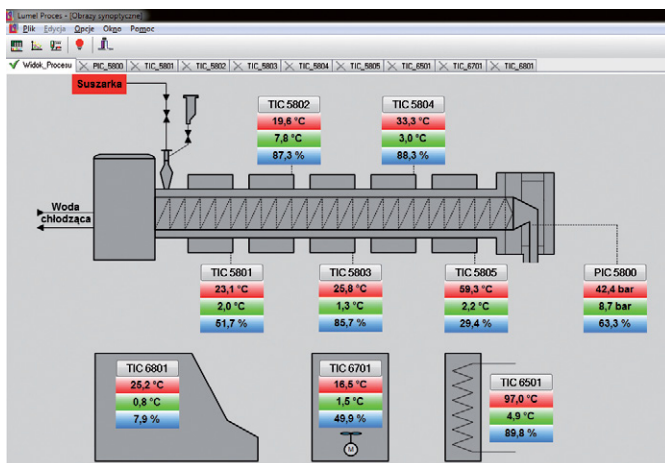 Lumel Proces - [Obrazy synoptyczne]
Plik Edycja Opcje Okno Pomoc
Widok_Procesu PIC_5800 TIC_5801 TIC_5802 TIC_5803 TIC_5804 TIC_5805 TIC_6501 TIC_6701 TIC_6801
Suszarka
TIC 5802
19,6 °C
7,8 °C
87,3 %
TIC 5804
33,3 °C
3,0 °C
88,3 %
Woda
chłodząca
TIC 5801
23,1 °C
2,0 °C
51,7 %
TIC 5803
25,8 °C
1,3 °C
85,7 %
TIC 5805
59,3 °C
2,2 °C
29,4 %
PIC 5800
42,4 bar
8,7 bar
63,3 %
TIC 6801
25,2 °C
0,8 °C
7,9 %
TIC 6701
16,5 °C
1,5 °C
49,9 %
M
TIC 6501
97,0 °C
4,9 °C
89,8 %